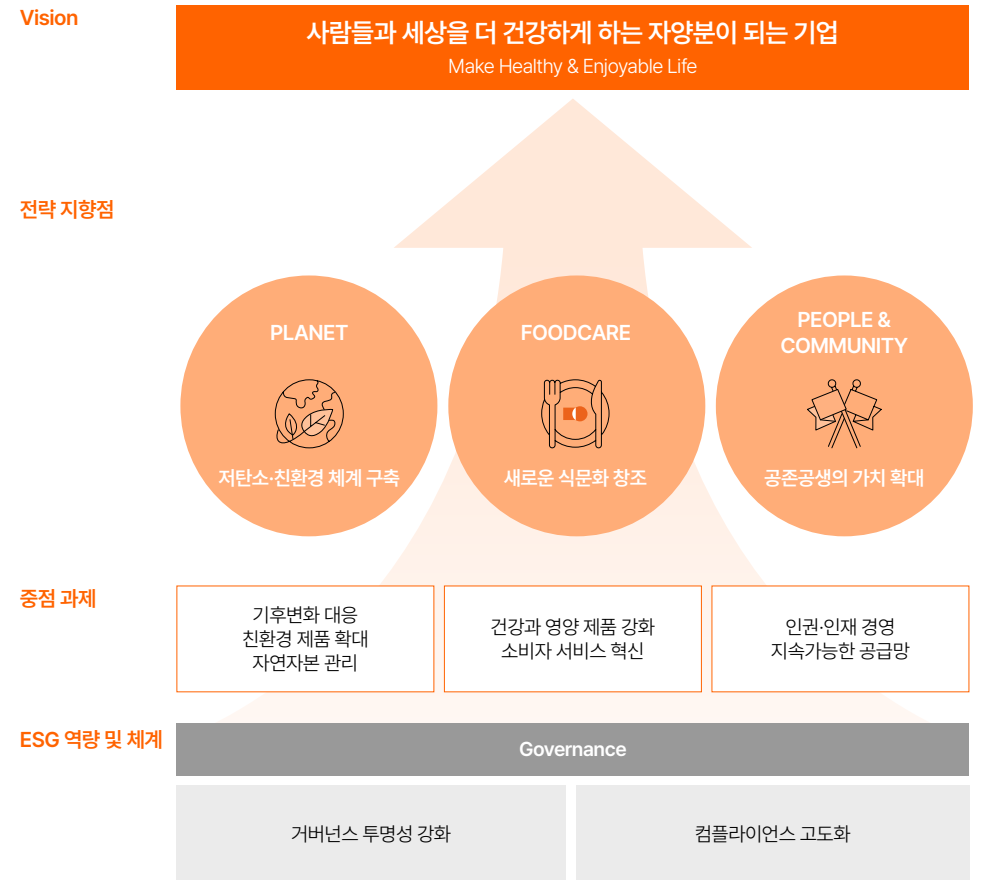 Vision
사람들과 세상을 더 건강하게 하는 자양분이 되는 기업
Make Healthy & Enjoyable Life
전략 지향점
PLANET
저탄소·친환경 체계 구축
FOODCARE
새로운 식문화 창조
PEOPLE &
COMMUNITY
공존공생의 가치 확대
중점 과제
기후변화 대응
친환경 제품 확대
자연자본 관리
건강과 영양 제품 강화
소비자 서비스 혁신
인권·인재 경영
지속가능한 공급망
ESG 역량 및 체계
Governance
거버넌스 투명성 강화
컴플라이언스 고도화